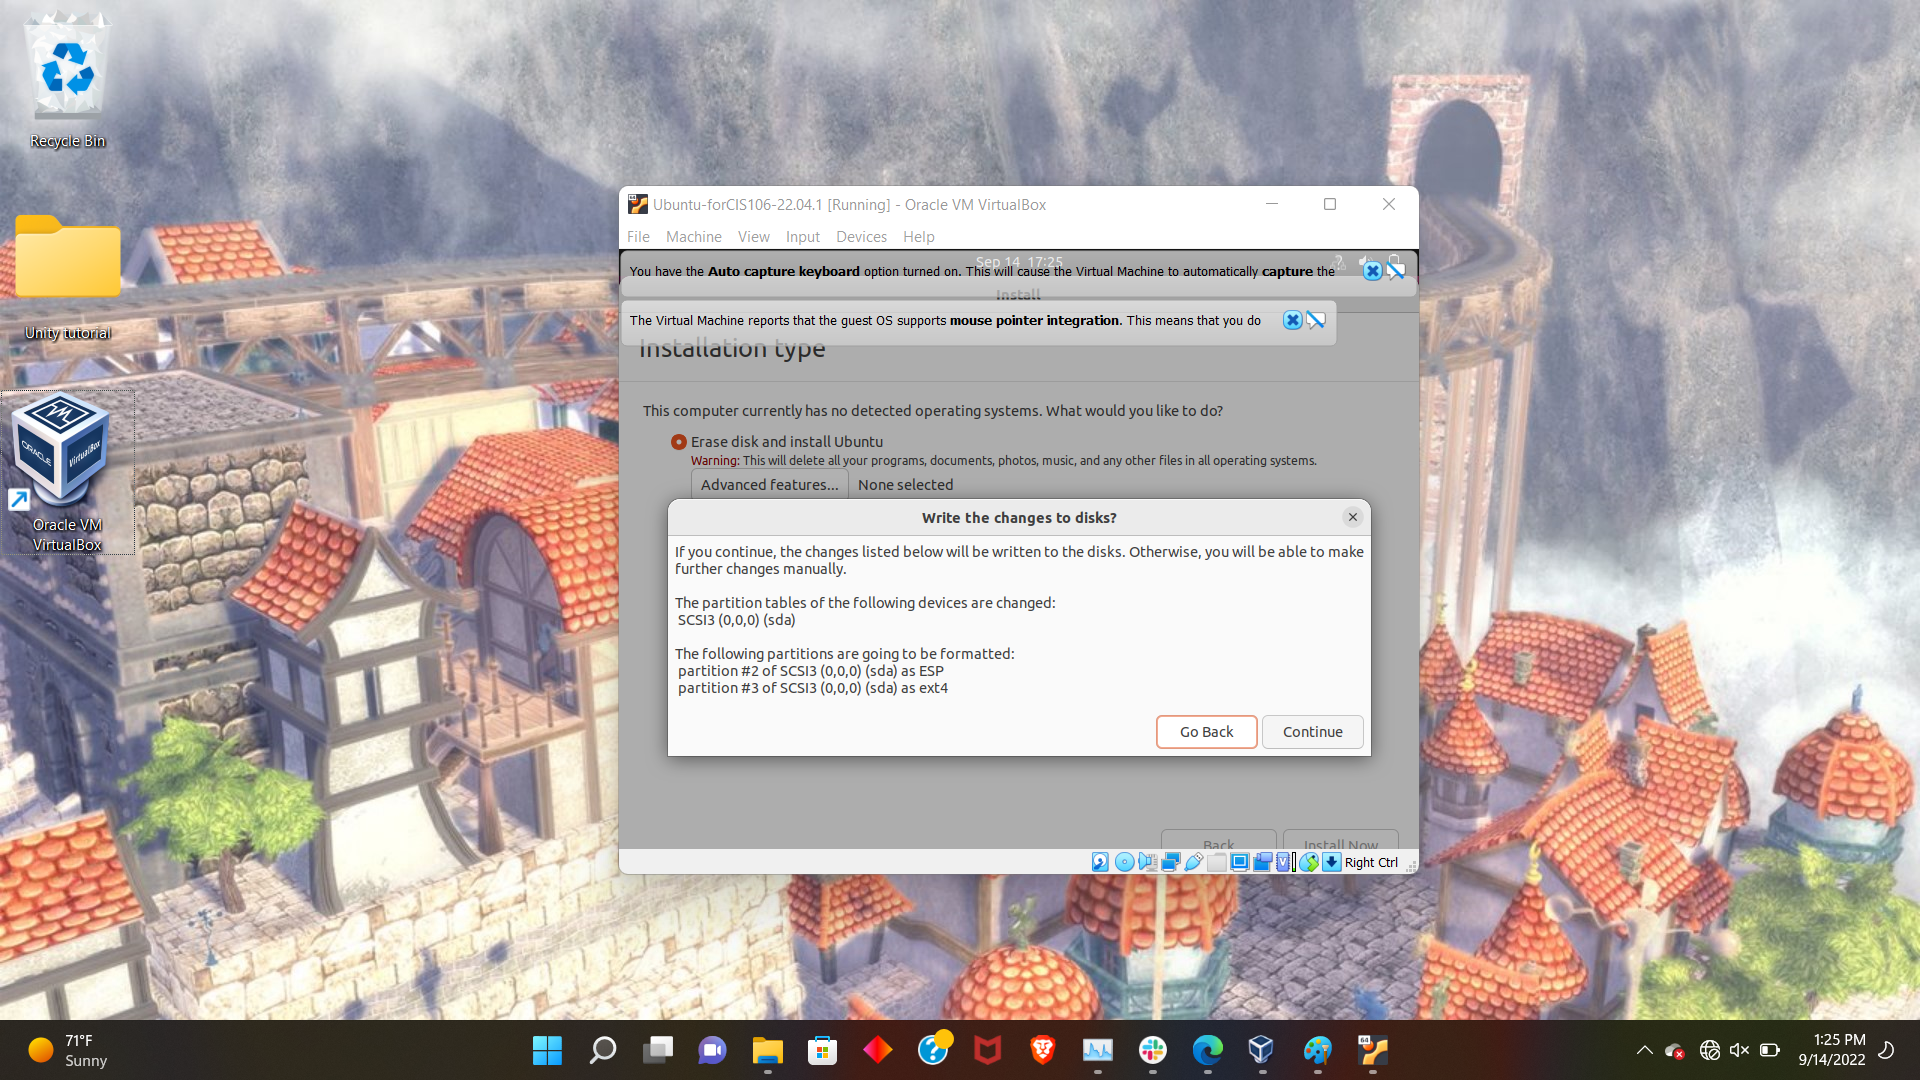 Recycle Bin
Unity tutorial
Oracle VM
VirtualBox
Ubuntu-forCIS106-22.04.1 [Running] - Oracle VM VirtualBox
File Machine View Input Devices Help
Sep 14 17:25
You have the Auto capture keyboard option turned on. This will cause the Virtual Machine to automatically capture the
Install
The Virtual Machine reports that the guest OS supports mouse pointer integration. This means that you do
Installation type
This computer currently has no detected operating systems. What would you like to do?
Erase disk and install Ubuntu
Warning: This will delete all your programs, documents, photos, music, and any other files in all operating systems.
Advanced features... None selected
Write the changes to disks?
If you continue, the changes listed below will be written to the disks. Otherwise, you will be able to make
further changes manually.
The partition tables of the following devices are changed:
SCSI3 (0,0,0) (sda)
The following partitions are going to be formatted:
partition #2 of SCSI3 (0,0,0) (sda) as ESP
partition #3 of SCSI3 (0,0,0) (sda) as ext4
Go Back Continue
Back Install Now
Right Ctrl
71°F
Sunny
1:25 PM
9/14/2022